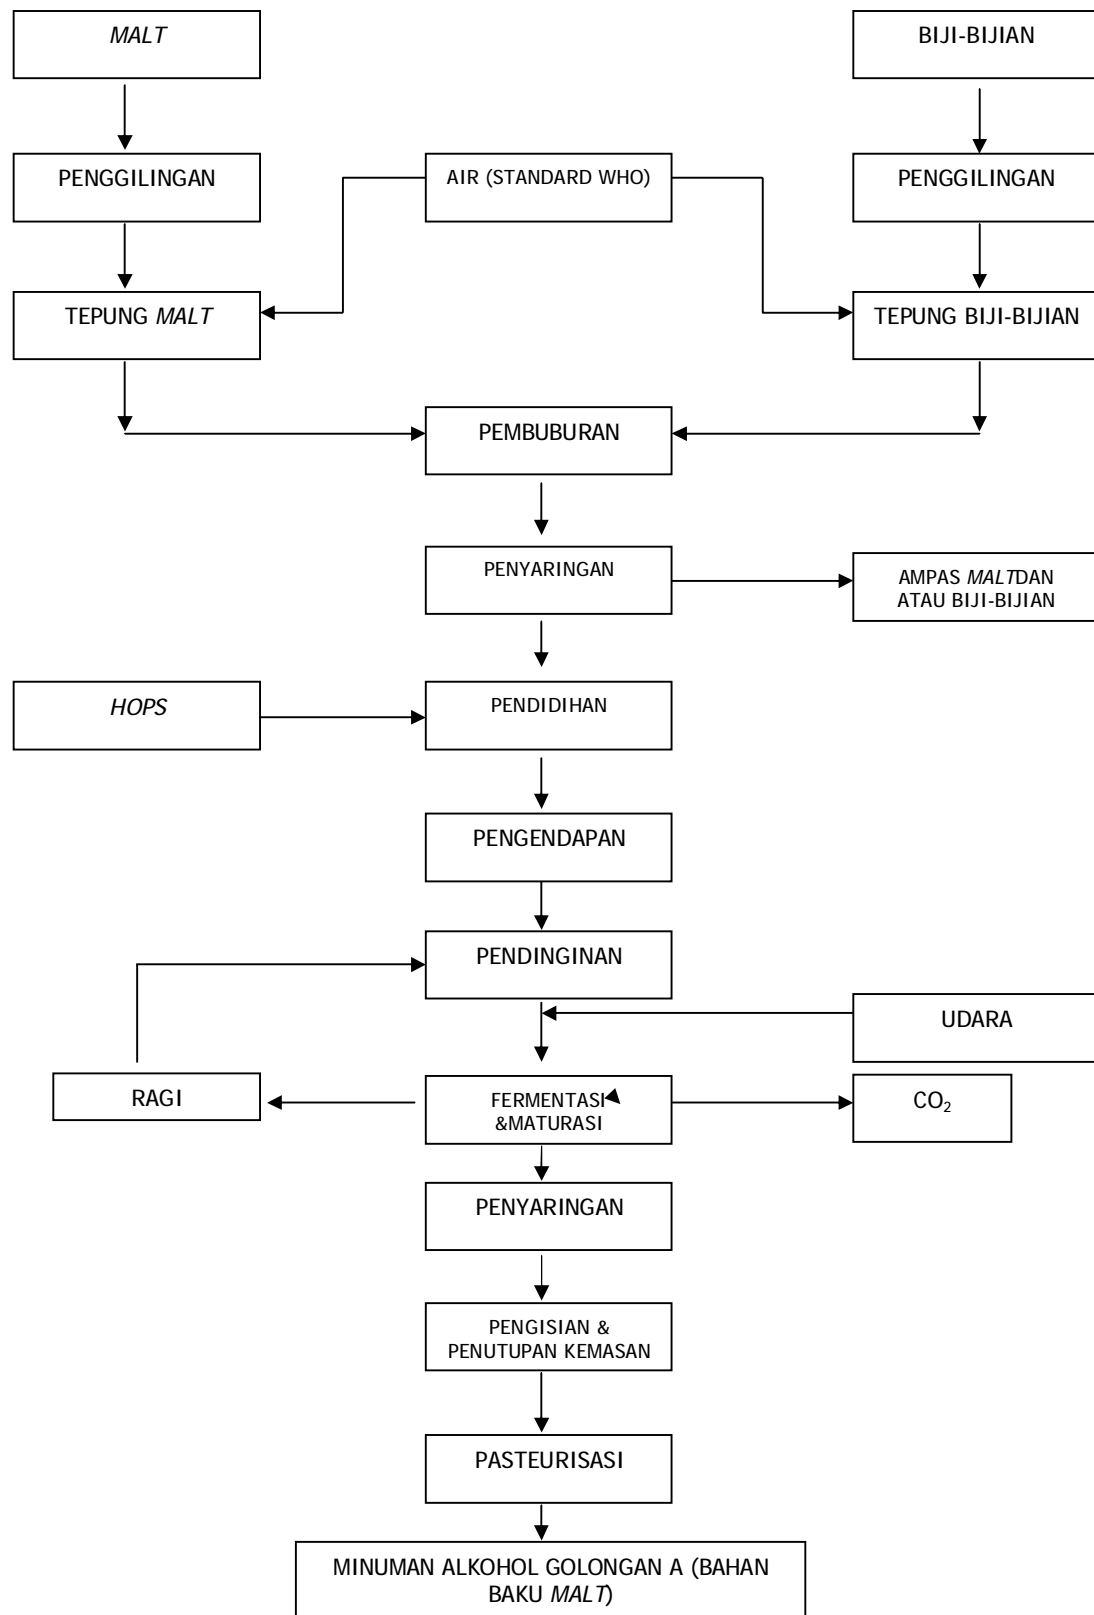 MALT
BIJI-BIJIAN
PENGGILINGAN
AIR (STANDARD WHO)
PENGGILINGAN
TEPUNG MALT
TEPUNG BIJI-BIJIAN
PEMBUBURAN
PENYARINGAN
AMPAS MALTDAN
ATAU BIJI-BIJIAN
HOPS
PENDIDIHAN
PENGENDAPAN
PENDINGINAN
UDARA
RAGI
FERMENTASI
&MATURASI
CO₂
PENYARINGAN
PENGISIAN &
PENUTUPAN KEMASAN
PASTEURISASI
MINUMAN ALKOHOL GOLONGAN A (BAHAN
BAKU MALT)